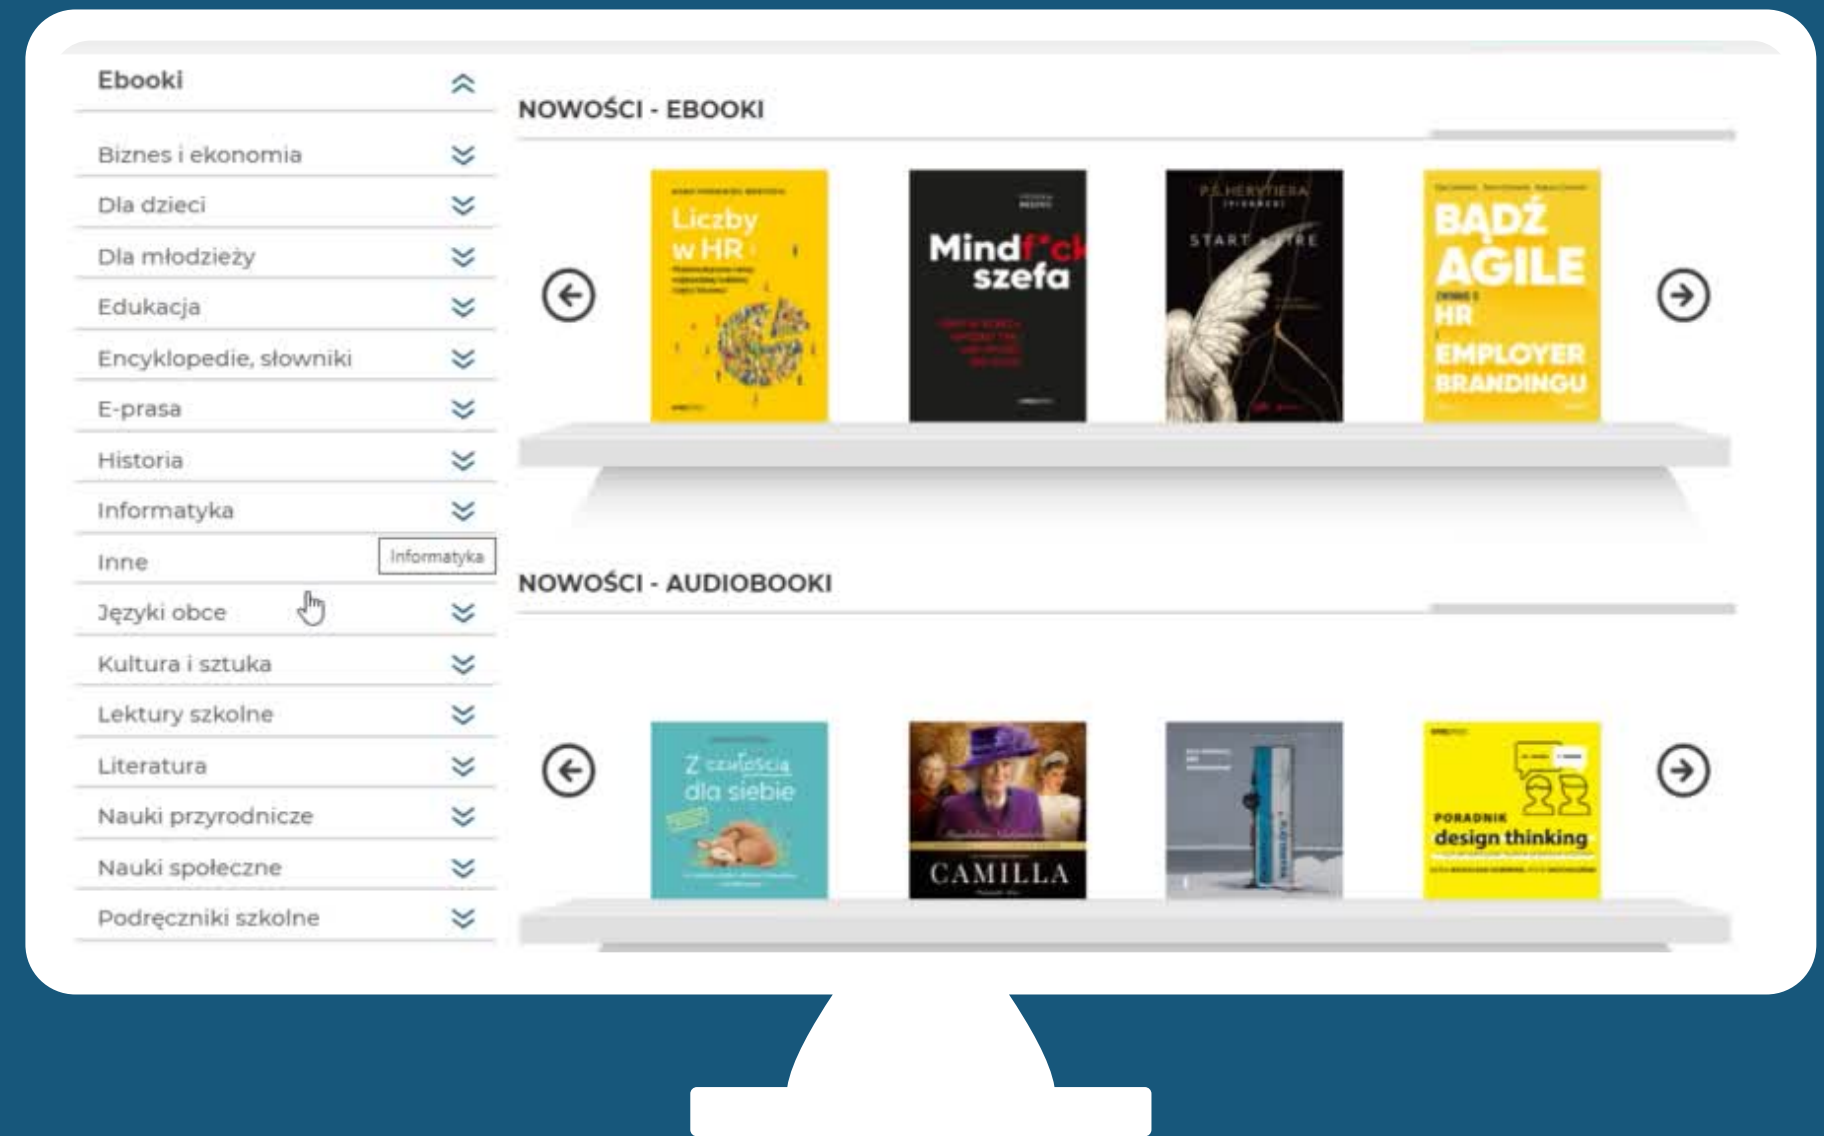 Ebooki
Biznes i ekonomia
Dla dzieci
Dla młodzieży
Edukacja
Encyklopedie, słowniki
E-prasa
Historia
Informatyka
Inne
Informatyka
Języki obce
Kultura i sztuka
Lektury szkolne
Literatura
Nauki przyrodnicze
Nauki społeczne
Podręczniki szkolne
NOWOŚCI - EBOOKI
Liczby
w HR
Mindf*ck
szefa
P.S. HERYTIERA
START A FIRE
BĄDŹ
AGILE
HR
EMPLOYER
BRANDINGU
NOWOŚCI - AUDIOBOOKI
Z czułością
dla siebie
CAMILLA
PORADNIK
design thinking